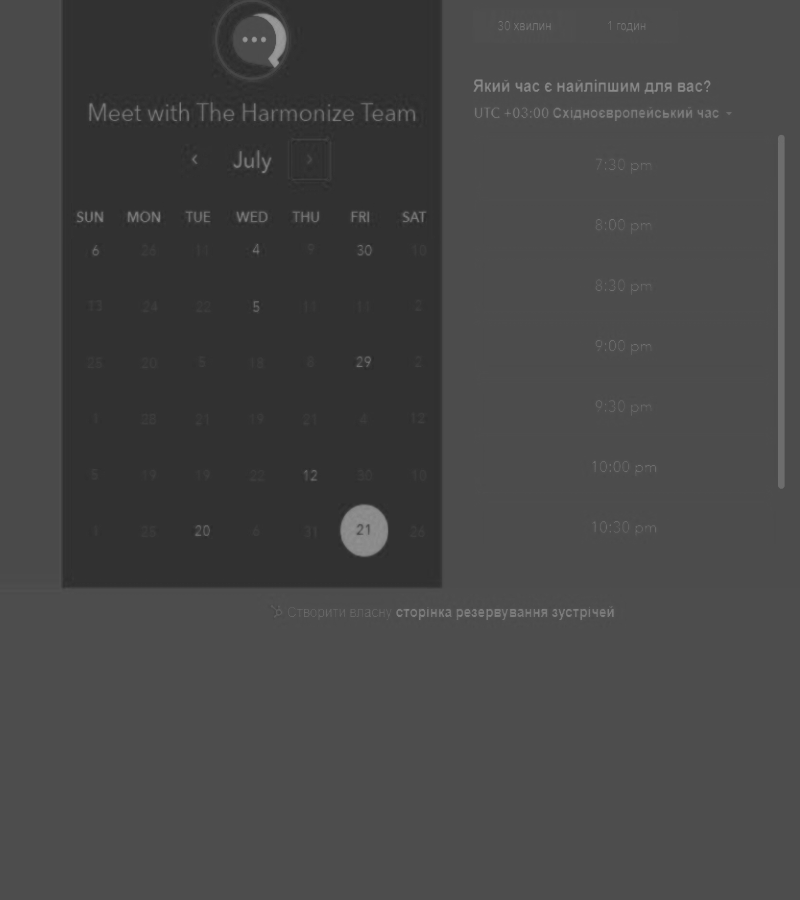 30 хвилин 1 годин
Meet with The Harmonize Team
July
SUN MON TUE WED THU FRI SAT
6 26 11 4 9 30 10
13 24 22 5 11 11 2
25 20 5 18 8 29 2
1 28 21 19 21 4 12
5 19 19 22 12 30 18
1 28 20 6 31 21 26
Який час є найліпшим для вас?
UTC +03:00 Східноєвропейський час
7:30 pm
8:00 pm
8:30 pm
9:00 pm
9:30 pm
10:00 pm
10:30 pm
Створити власну сторінка резервування зустрічей